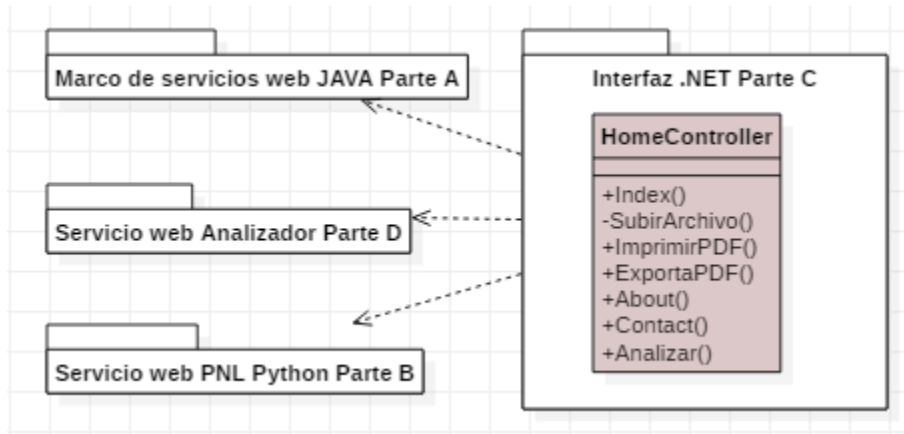 Marco de servicios web JAVA Parte A
Servicio web Analizador Parte D
Servicio web PNL Python Parte B
Interfaz .NET Parte C
HomeController
+Index()
-SubirArchivo()
+ImprimirPDF()
+ExportaPDF()
+About()
+Contact()
+Analizar()